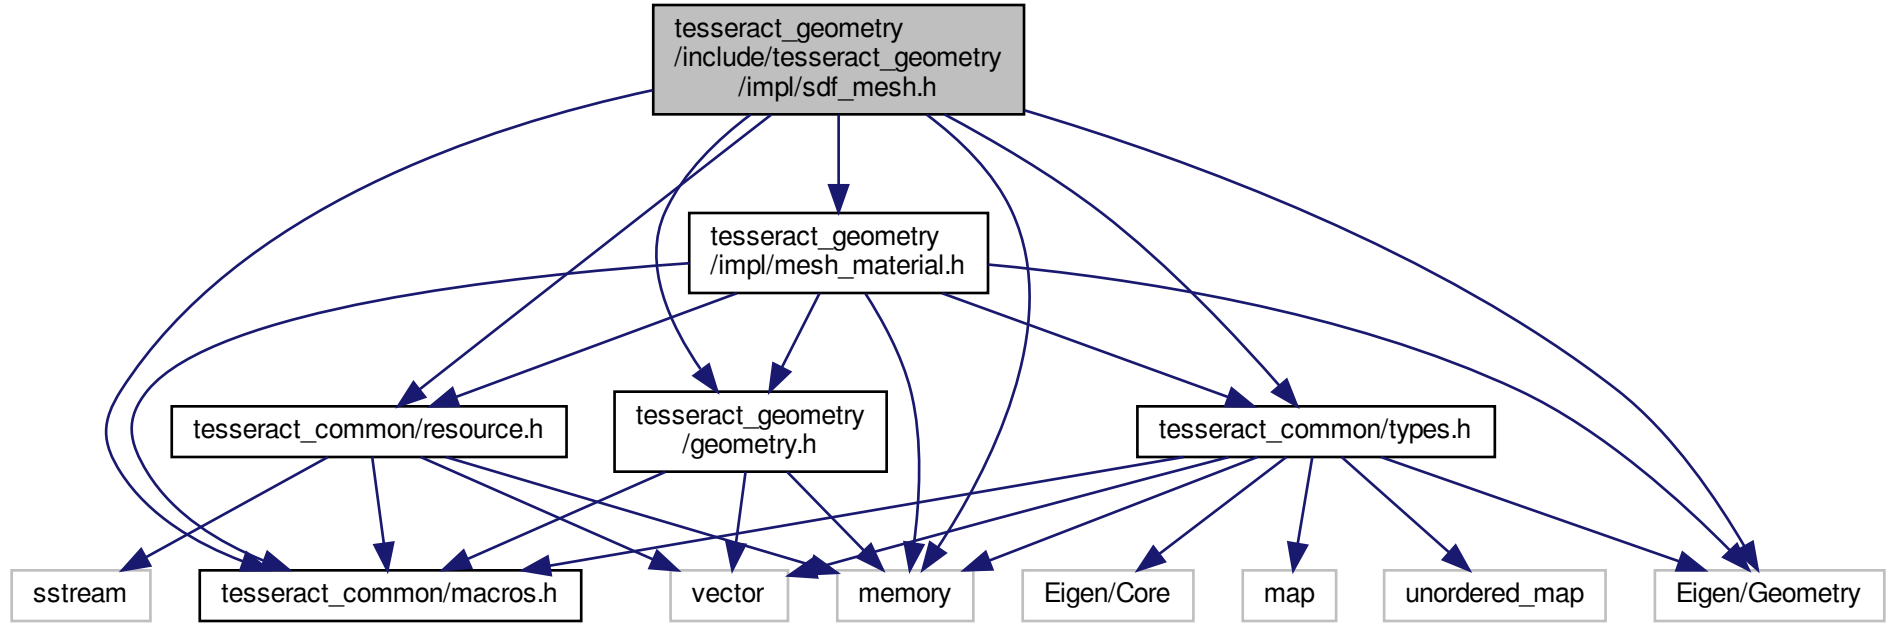 tesseract_geometry
/include/tesseract_geometry
/impl/sdf_mesh.h
tesseract_geometry
/impl/mesh_material.h
tesseract_common/resource.h
tesseract_geometry
/geometry.h
tesseract_common/types.h
sstream
tesseract_common/macros.h
vector
memory
Eigen/Core
map
unordered_map
Eigen/Geometry